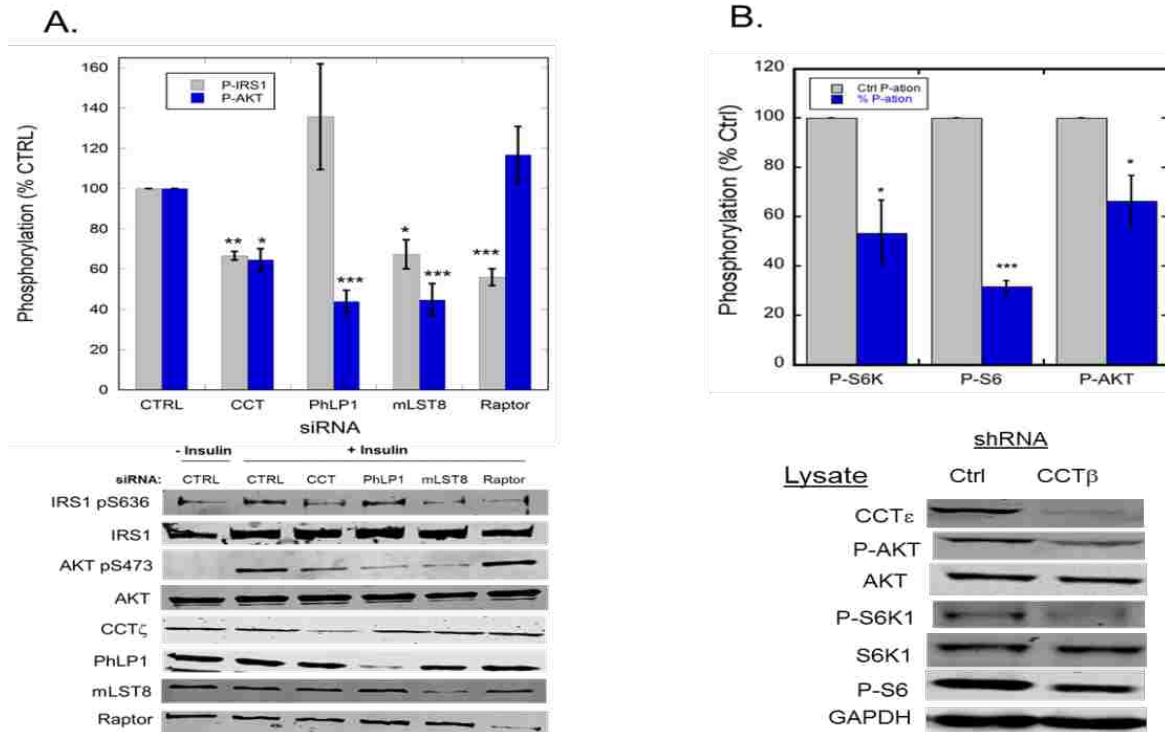 A.
160
140
120
100
80
60
40
20
0
Phosphorylation (% CTRL)
P-IRS1
P-AKT
**
*
***
*
***
***
CTRL
CCT
PhLP1
mLST8
Raptor
siRNA
- Insulin
+ Insulin
siRNA:
CTRL
CTRL
CCT
PhLP1
mLST8
Raptor
IRS1 pS636
IRS1
AKT pS473
AKT
CCTζ
PhLP1
mLST8
Raptor
B.
120
100
80
60
40
20
0
Phosphorylation (% Ctrl)
Ctrl P-ation
% P-ation
*
***
*
P-S6K
P-S6
P-AKT
shRNA
Lysate
Ctrl
CCTβ
CCTε
P-AKT
AKT
P-S6K1
S6K1
P-S6
GAPDH